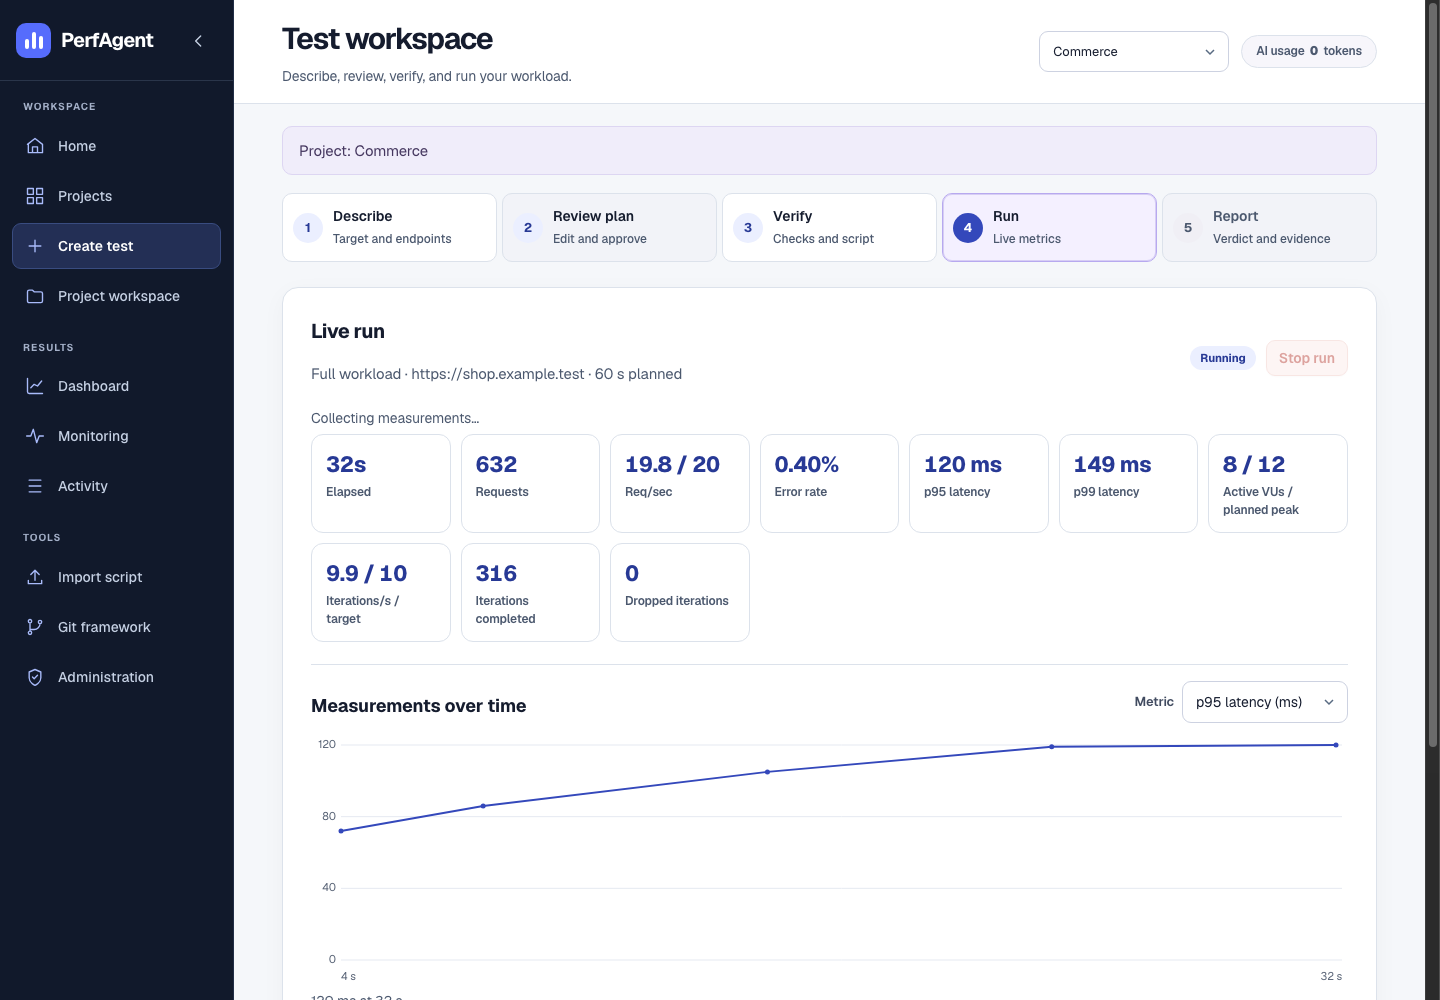 PerfAgent
WORKSPACE
Home
Projects
Create test
Project workspace
RESULTS
Dashboard
Monitoring
Activity
TOOLS
Import script
Git framework
Administration
Test workspace
Describe, review, verify, and run your workload.
Commerce
AI usage 0 tokens
Project: Commerce
1
Describe
Target and endpoints
2
Review plan
Edit and approve
3
Verify
Checks and script
4
Run
Live metrics
5
Report
Verdict and evidence
Live run
Full workload · https://shop.example.test · 60 s planned
Running
Stop run
Collecting measurements…
32s
Elapsed
632
Requests
19.8 / 20
Req/sec
0.40%
Error rate
120 ms
p95 latency
149 ms
p99 latency
8 / 12
Active VUs /
planned peak
9.9 / 10
Iterations/s /
target
316
Iterations
completed
0
Dropped iterations
Measurements over time
Metric
p95 latency (ms)
120
80
40
0
4 s
32 s
120 ms at 32 s